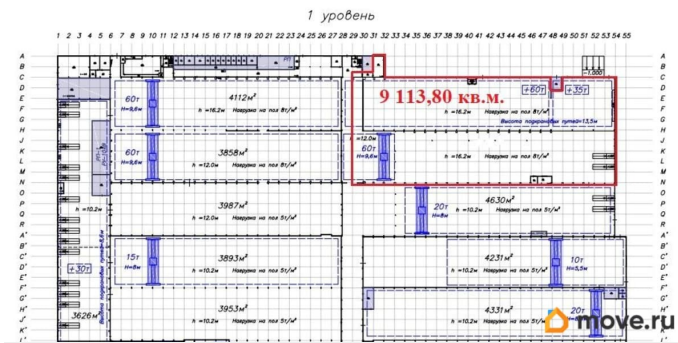 1 уровень
1 2 3 4 5 6 7 8 9 10 11 12 13 14 15 16 17 18 19 20 21 22 23 24 25 26 27 28 29 30 31 32 33 34 35 36 37 38 39 40 41 42 43 44 45 46 47 48 49 50 51 52 53 54 55
А А
Б Б
-1.000
С С
D D
E E
F F
G G
H H
J J
K K
L L
M M
N N
O O
P P
Q Q
R R
A' A'
B' B'
C' C'
D' D'
E' E'
F' F'
G' G'
H' H'
J' J'
K' K'
L' L'
60т
H=9,6м
4112м²
h =16.2м Нагрузка на пол 8т/м²
9 113,80 кв.м.
+60т +35т
h =16.2м Нагрузка на пол 8т/м²
Высота подкрановых путей=13,5м
60т
H=9,6м
3858м²
h =12.0м Нагрузка на пол 8т/м²
=12.0м
60т
H=9,6м
h =16.2м Нагрузка на пол 8т/м²
h =10.2м
3987м²
h =12.0м Нагрузка на пол 5т/м²
20т
H=8м
4630м²
h =10.2м Нагрузка на пол 5т/м²
+30т
3626м²
15т
H=8м
3893м²
h =10.2м Нагрузка на пол 5т/м²
4231м²
h =10.2м Нагрузка на пол 5т/м²
10т
H=5,5м
3953м²
h =10.2м Нагрузка на пол 5т/м²
4331м²
h =10.2м Нагрузка на пол 5т/м²
20т
move.ru